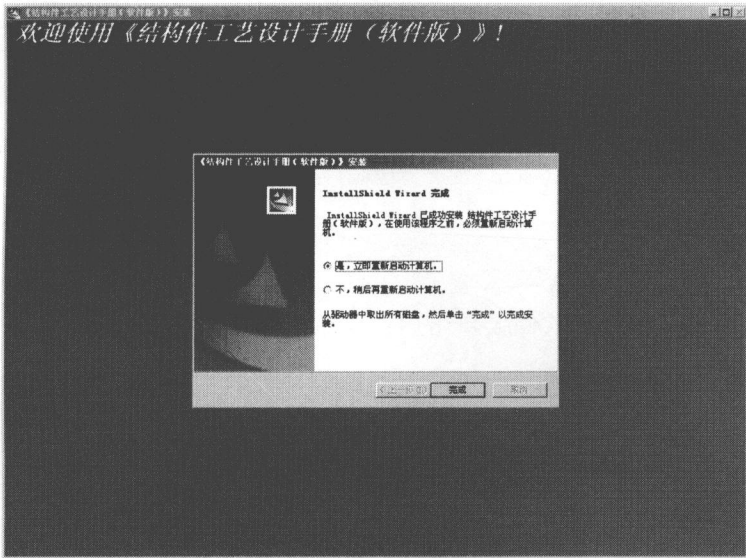 《结构件工艺设计手册(软件版)》安装
欢迎使用《结构件工艺设计手册(软件版)》!
《结构件工艺设计手册(软件版)》安装
InstallShield Wizard 完成
InstallShield Wizard 已成功安装 结构件工艺设计手
册(软件版),在使用该程序之前,必须重新启动计算
机。
是,立即重新启动计算机。
不,稍后再重新启动计算机。
从驱动器中取出所有磁盘,然后单击“完成”以完成安
装。
<上一步(B) 完成 取消